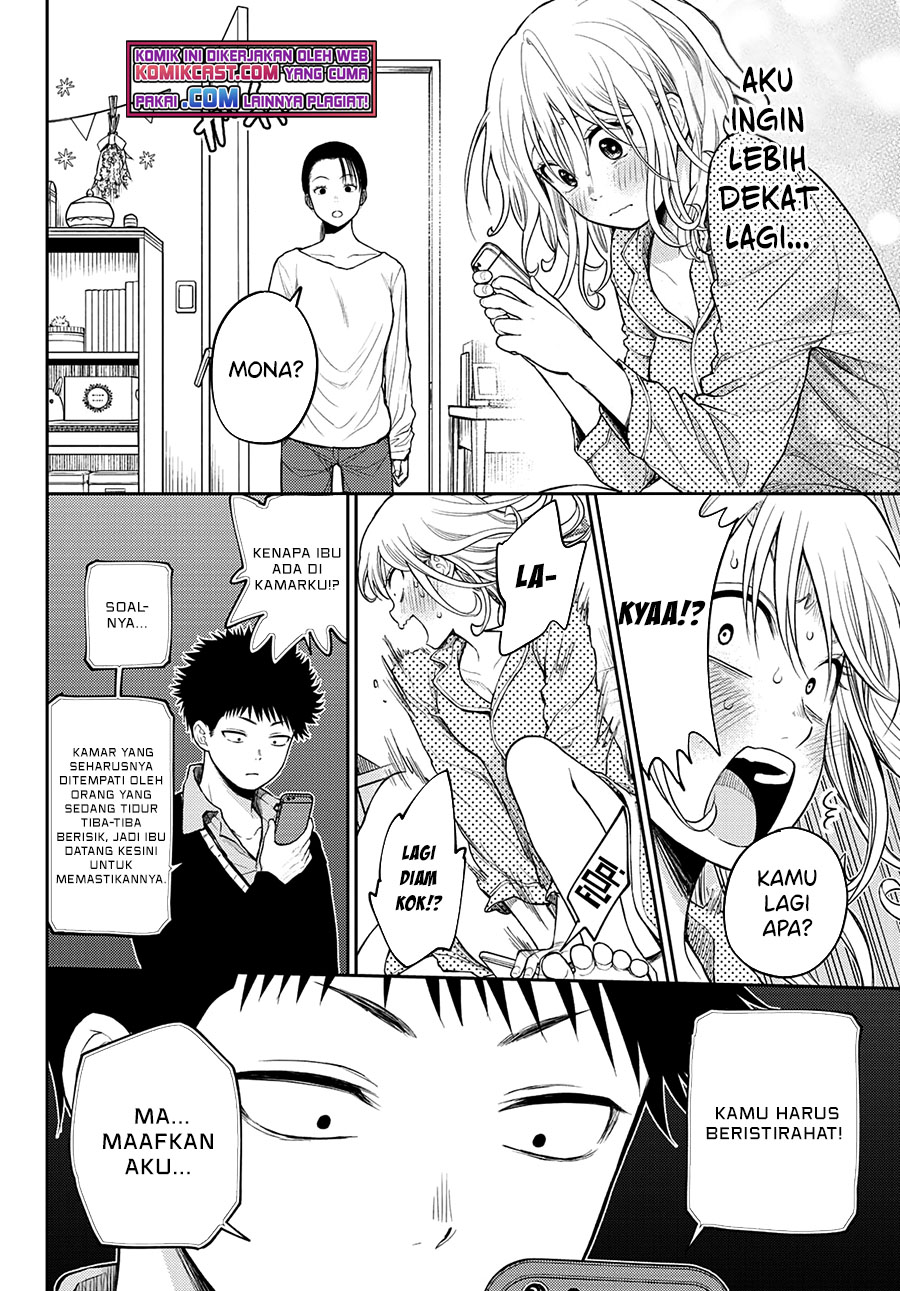 KOMIK INI DIKERJAKAN OLEH WEB
KOMIKCAST.COM YANG CUMA
PAKAI .COM LAINNYA PLAGIAT!
AKU
INGIN
LEBIH
DEKAT
LAGI...
MONA?
KYAA!?
KAMU
LAGI
APA?
LA-
LAGI
DIAM
KOK!?
KENAPA IBU
ADA DI
KAMARKU!?
SOAL-
NYA...
KAMAR YANG
SEHARUSNYA
DITEMPATI OLEH
ORANG YANG
SEDANG TIDUR
TIBA-TIBA
BERISIK, JADI IBU
DATANG KESINI
UNTUK
MEMASTIKANNYA.
KAMU HARUS
BERISTIRAHAT!
MA...
MAAFKAN
AKU...